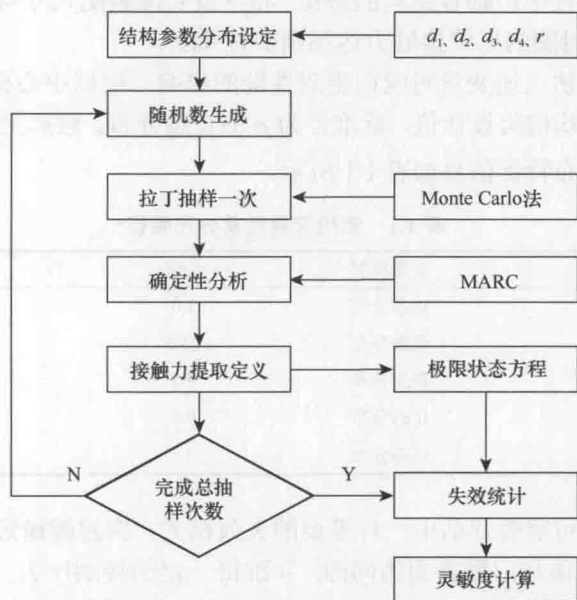 结构参数分布设定
d₁, d₂, d₃, d₄, r
随机数生成
拉丁抽样一次
Monte Carlo法
确定性分析
MARC
接触力提取定义
极限状态方程
N
完成总抽
样次数
Y
失效统计
灵敏度计算